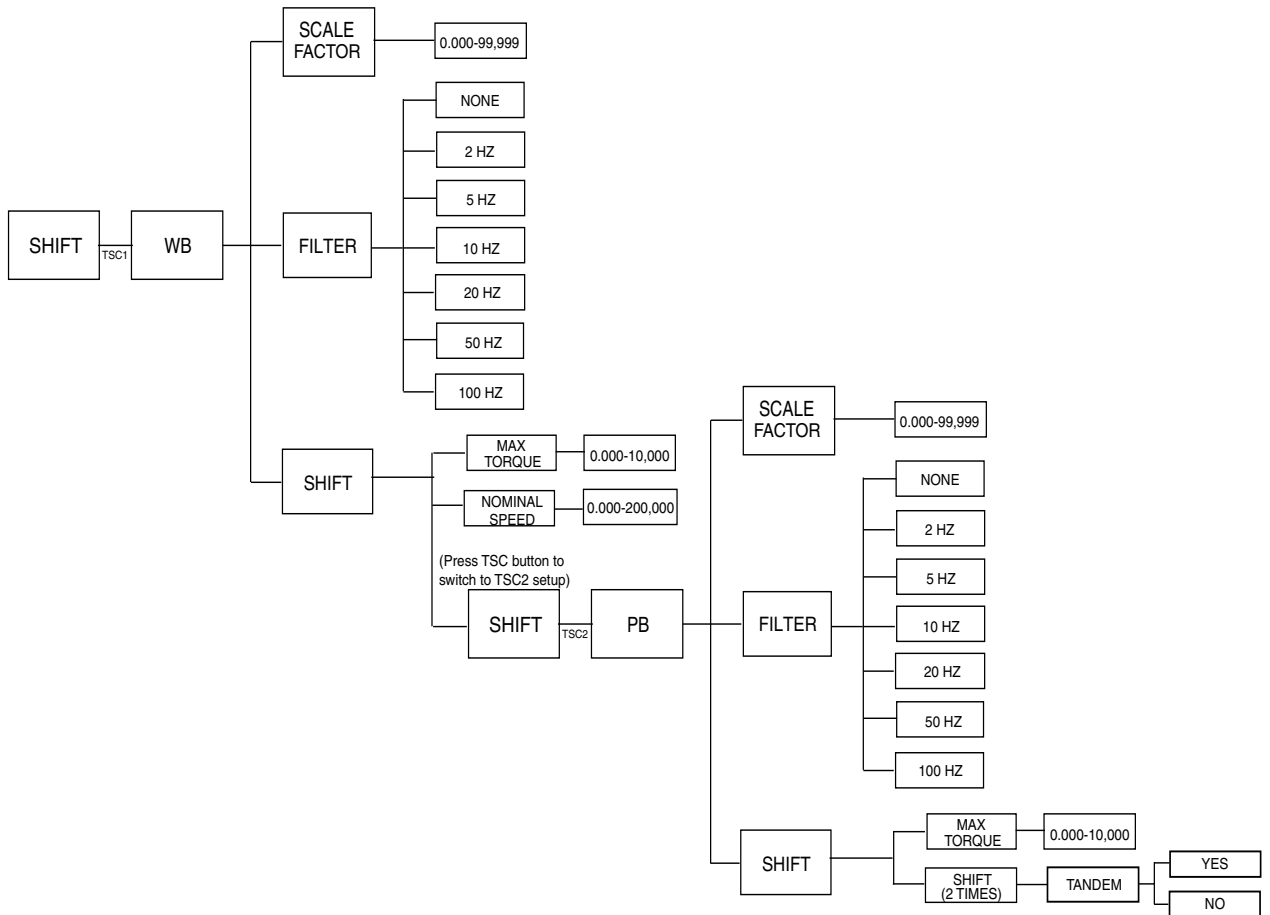 SCALE
FACTOR
0.000-99,999
NONE
2 HZ
5 HZ
SHIFT
TSC1
WB
FILTER
10 HZ
20 HZ
50 HZ
100 HZ
SHIFT
MAX
TORQUE
0.000-10,000
NOMINAL
SPEED
0.000-200,000
(Press TSC button to
switch to TSC2 setup)
SHIFT
TSC2
PB
SCALE
FACTOR
0.000-99,999
NONE
2 HZ
5 HZ
FILTER
10 HZ
20 HZ
50 HZ
100 HZ
SHIFT
MAX
TORQUE
0.000-10,000
SHIFT
(2 TIMES)
TANDEM
YES
NO